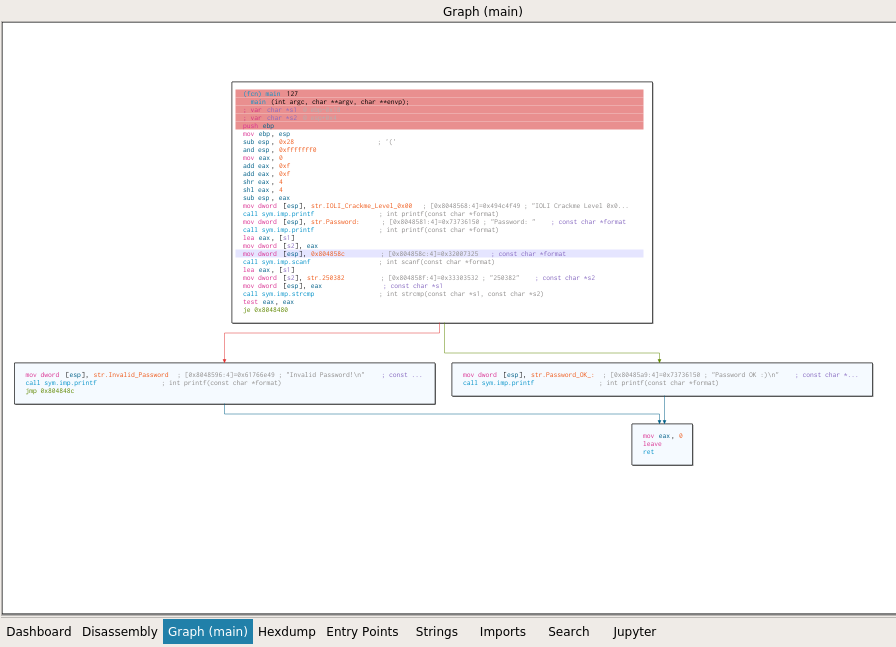 Graph (main)
(fcn) main 127
main (int argc, char **argv, char **envp);
; var char *s1
; var char *s2
push ebp
mov ebp, esp
sub esp, 0x28 ; '('
and esp, 0xfffffff0
mov eax, 0
add eax, 0xf
add eax, 0xf
shr eax, 4
shl eax, 4
sub esp, eax
mov dword [esp], str.IOLI_Crackme_Level_0x00 ; [0x8048568:4]=0x494c4f49 ; "IOLI Crackme Level 0x0...
call sym.imp.printf ; int printf(const char *format)
mov dword [esp], str.Password: ; [0x8048581:4]=0x73736150 ; "Password: " ; const char *format
call sym.imp.printf ; int printf(const char *format)
lea eax, [s1]
mov dword [s2], eax
mov dword [esp], 0x804858c ; [0x804858c:4]=0x32007325 ; const char *format
call sym.imp.scanf ; int scanf(const char *format)
lea eax, [s1]
mov dword [s2], str.250382 ; [0x804858f:4]=0x33303532 ; "250382" ; const char *s2
mov dword [esp], eax ; const char *s1
call sym.imp.strcmp ; int strcmp(const char *s1, const char *s2)
test eax, eax
je 0x8048480
mov dword [esp], str.Invalid_Password ; [0x8048596:4]=0x61766e49 ; "Invalid Password!\n" ; const ...
call sym.imp.printf ; int printf(const char *format)
jmp 0x804848c
mov dword [esp], str.Password_OK_: ; [0x80485a9:4]=0x73736150 ; "Password OK :)\n" ; const char *...
call sym.imp.printf ; int printf(const char *format)
mov eax, 0
leave
ret
Dashboard Disassembly Graph (main) Hexdump Entry Points Strings Imports Search Jupyter